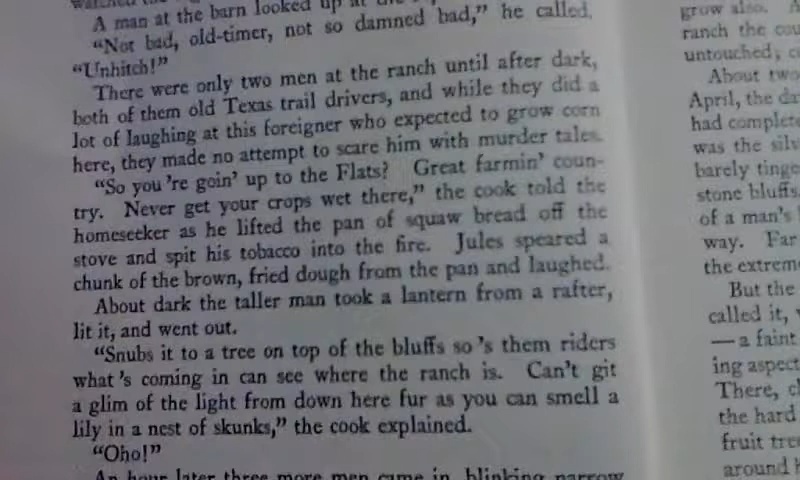 A man at the barn looked up at the
"Not bad, old-timer, not so damned bad," he called.
"Unhitch!"
There were only two men at the ranch until after dark,
both of them old Texas trail drivers, and while they did a
lot of laughing at this foreigner who expected to grow corn
here, they made no attempt to scare him with murder tales.
"So you 're goin' up to the Flats? Great farmin' coun-
try. Never get your crops wet there," the cook told the
homeseeker as he lifted the pan of squaw bread off the
stove and spit his tobacco into the fire. Jules speared a
chunk of the brown, fried dough from the pan and laughed.
About dark the taller man took a lantern from a rafter,
lit it, and went out.
"Snubs it to a tree on top of the bluffs so 's them riders
what 's coming in can see where the ranch is. Can't git
a glim of the light from down here fur as you can smell a
lily in a nest of skunks," the cook explained.
"Oho!"
An hour later three more men came in, blinking narrow
grow also.
ranch the
untouched;
About two
April, the
had complete
was the
barely tinge
stone bluffs.
of a man's
way. Far
the extrem
But the
called it,
— a faint
ing aspect
There,
the hard
fruit tre
around